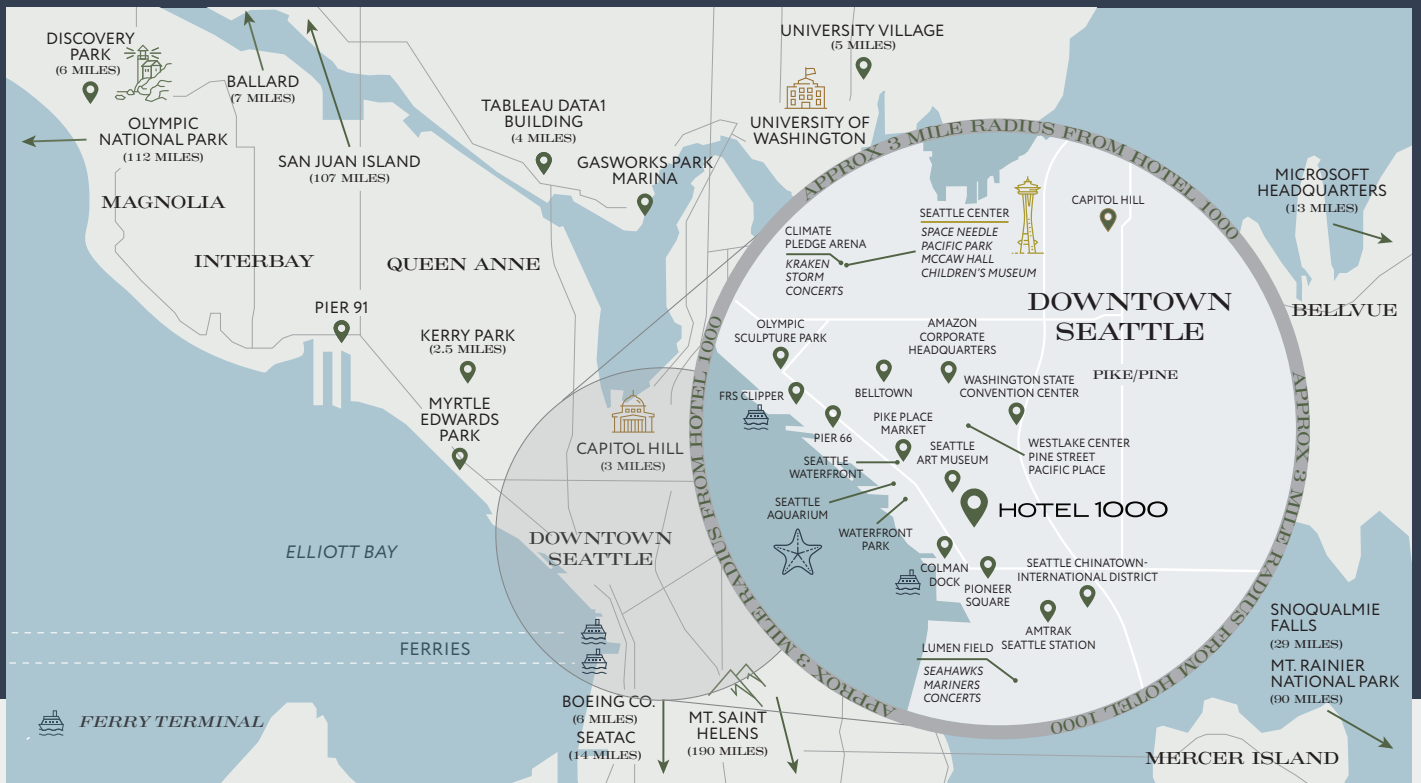 DISCOVERY
PARK
(6 MILES)
BALLARD
(7 MILES)
OLYMPIC
NATIONAL PARK
(112 MILES)
SAN JUAN ISLAND
(107 MILES)
MAGNOLIA
INTERBAY
QUEEN ANNE
TABLEAU DATA1
BUILDING
(4 MILES)
GASWORKS PARK
MARINA
UNIVERSITY VILLAGE
(5 MILES)
UNIVERSITY OF
WASHINGTON
PIER 91
KERRY PARK
(2.5 MILES)
MYRTLE
EDWARDS
PARK
CAPITOL HILL
(3 MILES)
DOWNTOWN
SEATTLE
ELLIOTT BAY
FERRIES
FERRY TERMINAL
BOEING CO.
(6 MILES)
SEATAC
(14 MILES)
MT. SAINT
HELENS
(190 MILES)
APPROX 3 MILE RADIUS FROM HOTEL 1000
APPROX 3 MILE RADIUS FROM HOTEL 1000
APPROX 3 MILE RADIUS FROM HOTEL 1000
CLIMATE
PLEDGE ARENA
KRAKEN
STORM
CONCERTS
SEATTLE CENTER
SPACE NEEDLE
PACIFIC PARK
MCCAW HALL
CHILDREN'S MUSEUM
CAPITOL HILL
DOWNTOWN
SEATTLE
PIKE/PINE
OLYMPIC
SCULPTURE PARK
AMAZON
CORPORATE
HEADQUARTERS
FRS CLIPPER
BELLTOWN
WASHINGTON STATE
CONVENTION CENTER
PIER 66
PIKE PLACE
MARKET
SEATTLE
ART MUSEUM
WESTLAKE CENTER
PINE STREET
PACIFIC PLACE
SEATTLE
WATERFRONT
SEATTLE
AQUARIUM
WATERFRONT
PARK
HOTEL 1000
COLMAN
DOCK
PIONEER
SQUARE
SEATTLE CHINATOWN-
INTERNATIONAL DISTRICT
AMTRAK
SEATTLE STATION
LUMEN FIELD
SEAHAWKS
MARINERS
CONCERTS
MICROSOFT
HEADQUARTERS
(13 MILES)
BELLVUE
SNOQUALMIE
FALLS
(29 MILES)
MT. RAINIER
NATIONAL PARK
(90 MILES)
MERCER ISLAND